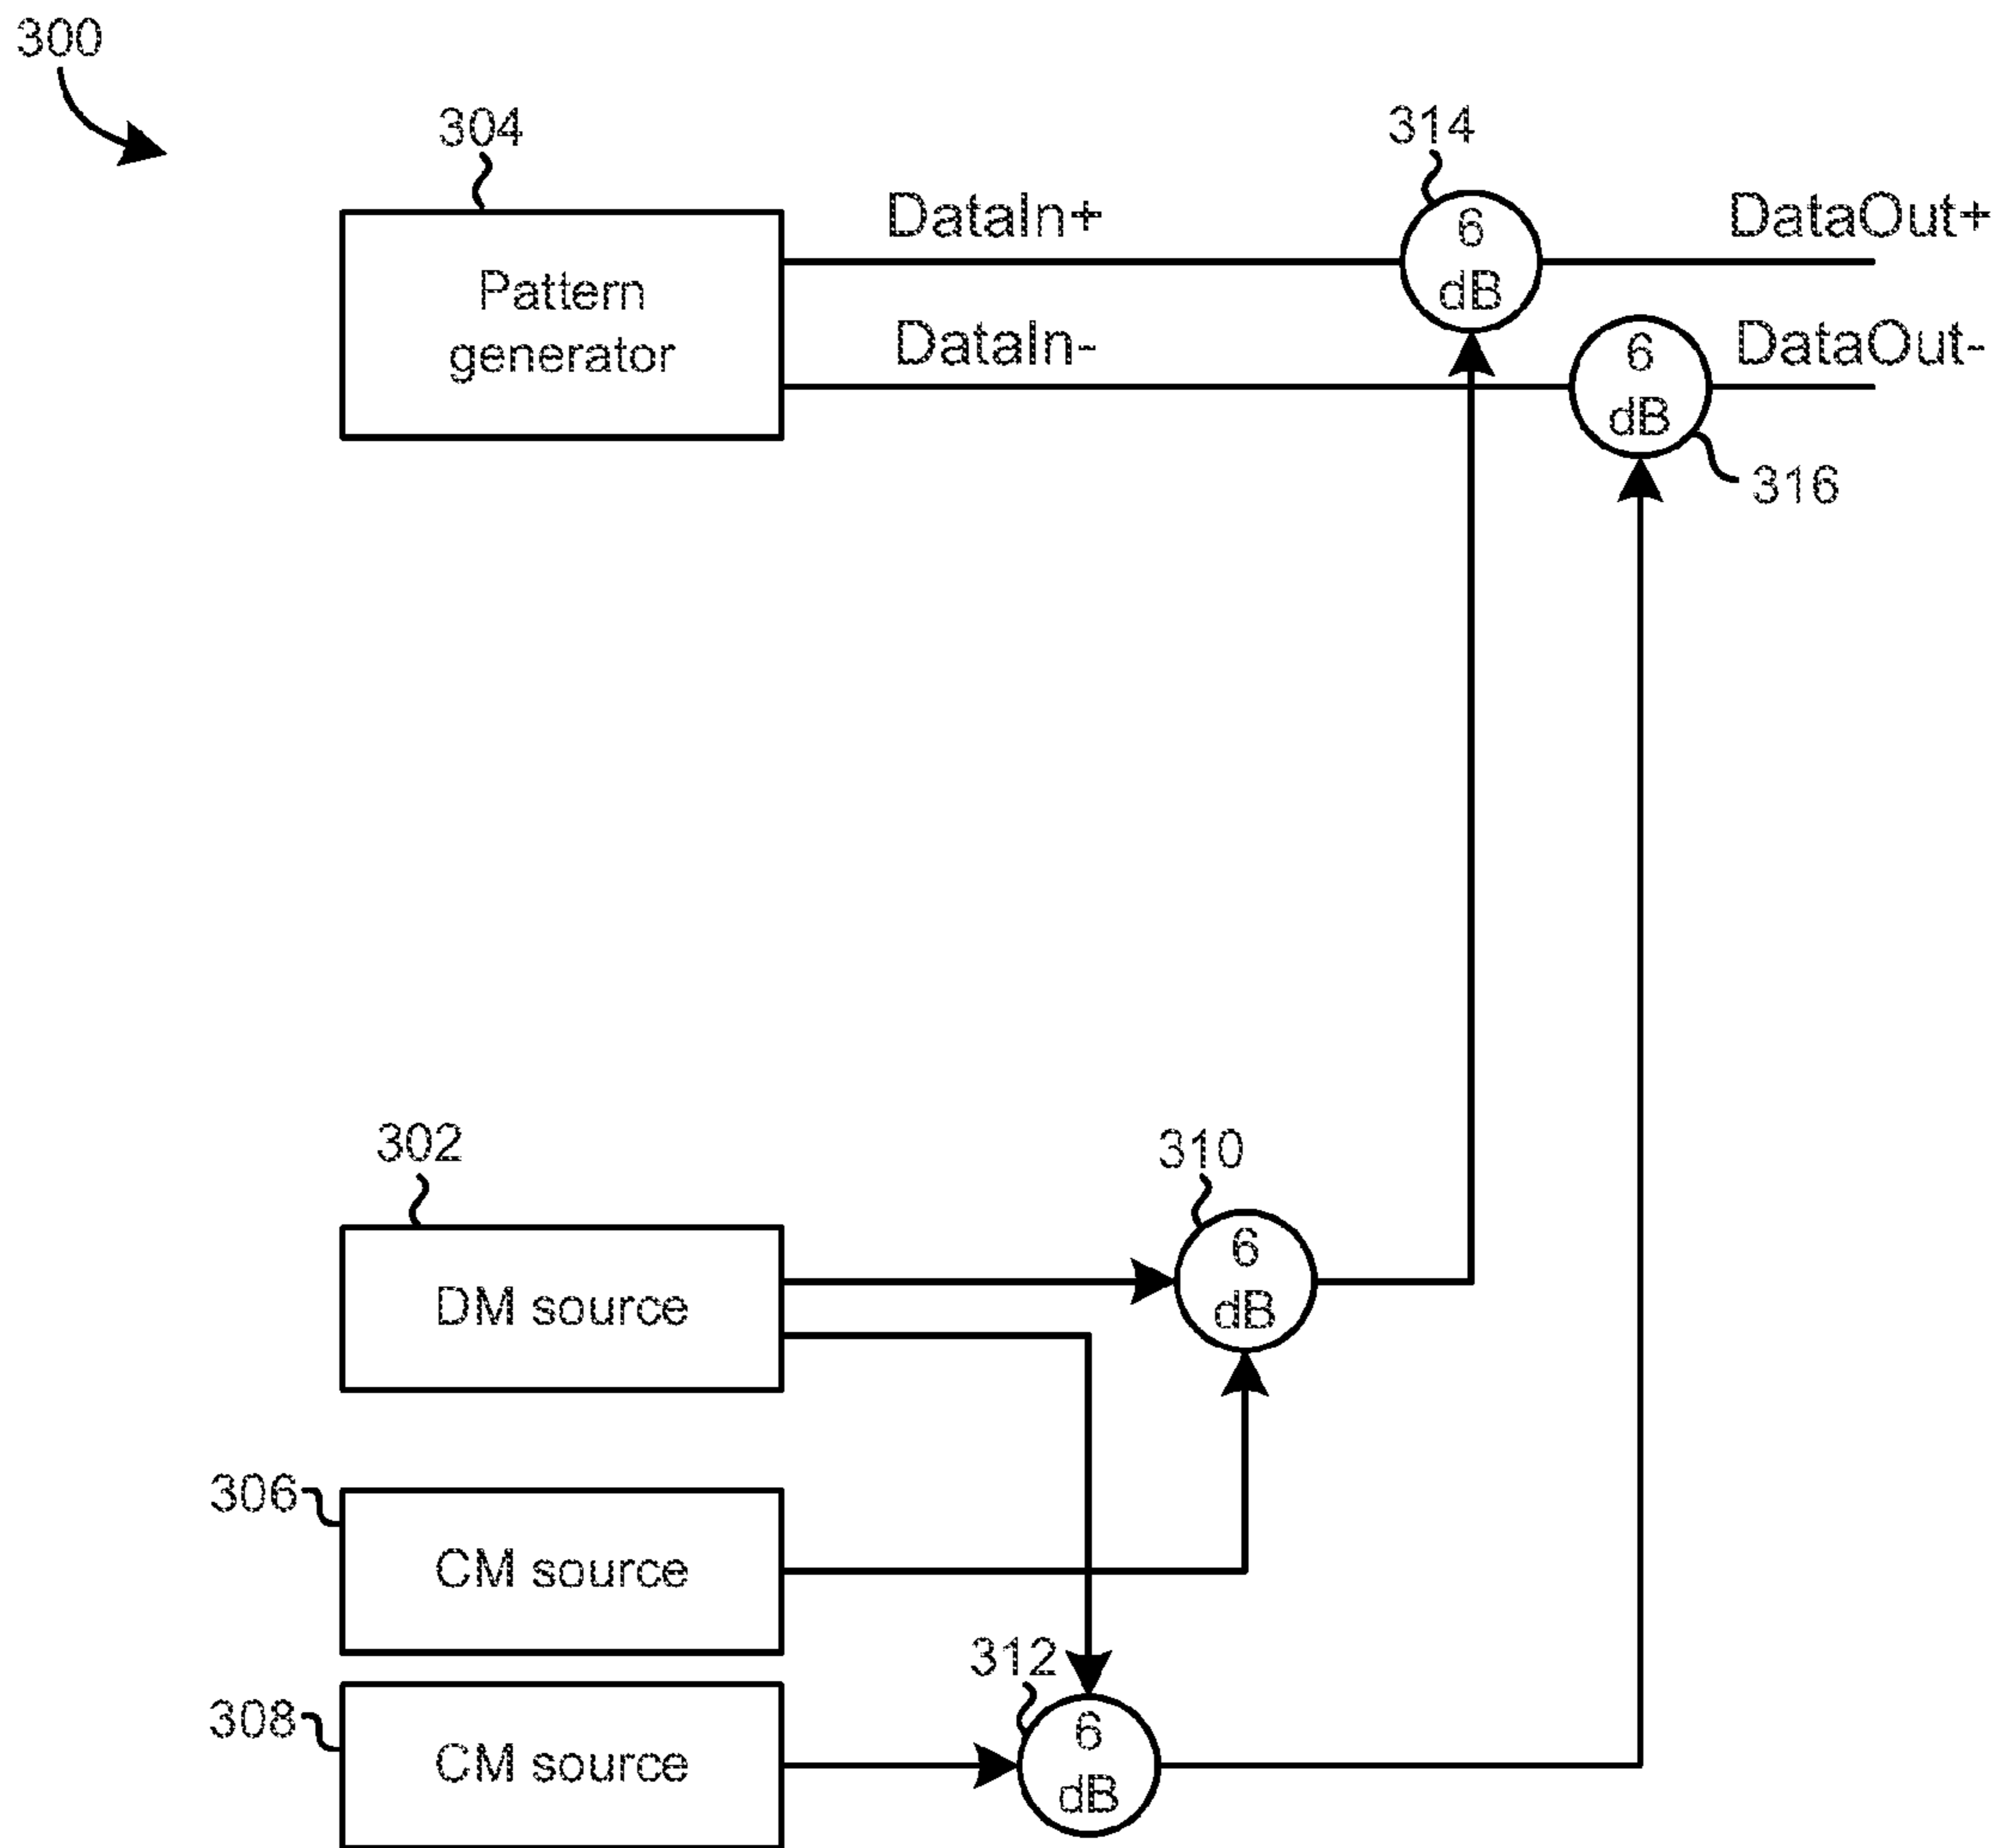 300
304
314
Pattern
generator
DataIn+
6
dB
DataOut+
DataIn-
6
dB
DataOut-
316
302
310
DM source
6
dB
306
CM source
312
308
CM source
6
dB